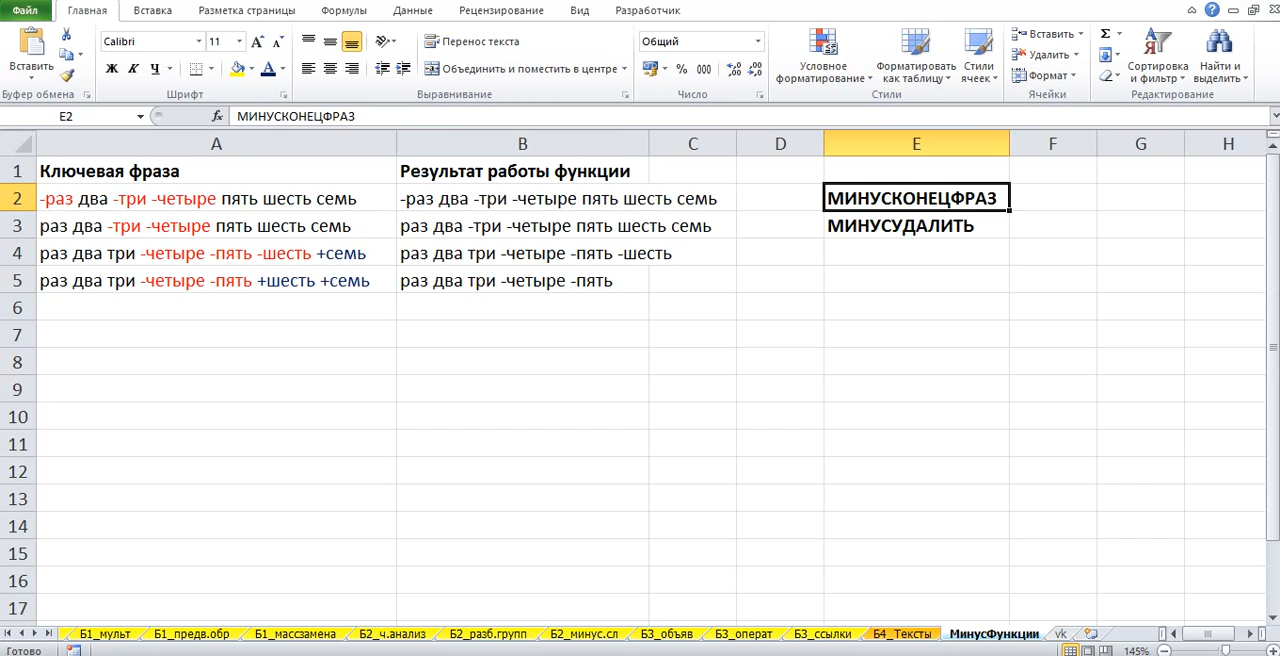 Файл Главная Вставка Разметка страницы Формулы Данные Рецензирование Вид Разработчик
Вставить
Буфер обмена
Calibri 11
Ж К Ч
Шрифт
Перенос текста
Объединить и поместить в центре
Выравнивание
Общий
% 000
Число
Условное форматирование
Форматировать как таблицу
Стили ячеек
Стили
Вставить
Удалить
Формат
Ячейки
Σ
Сортировка и фильтр
Найти и выделить
Редактирование
E2 fx МИНУСКОНЕЦФРАЗ
A B C D E F G H
1 Ключевая фраза Результат работы функции
2 -раз два -три -четыре пять шесть семь -раз два -три -четыре пять шесть семь МИНУСКОНЕЦФРАЗ
3 раз два -три -четыре пять шесть семь раз два -три -четыре пять шесть семь МИНУСУДАЛИТЬ
4 раз два три -четыре -пять -шесть +семь раз два три -четыре -пять -шесть
5 раз два три -четыре -пять +шесть +семь раз два три -четыре -пять
6
7
8
9
10
11
12
13
14
15
16
17
Б1_мульт Б1_предв.обр Б1_массзамена Б2_ч.анализ Б2_разб.групп Б2_минус.сл Б3_объяв Б3_операт Б3_ссылки Б4_Тексты МинусФункции vk
Готово 145%